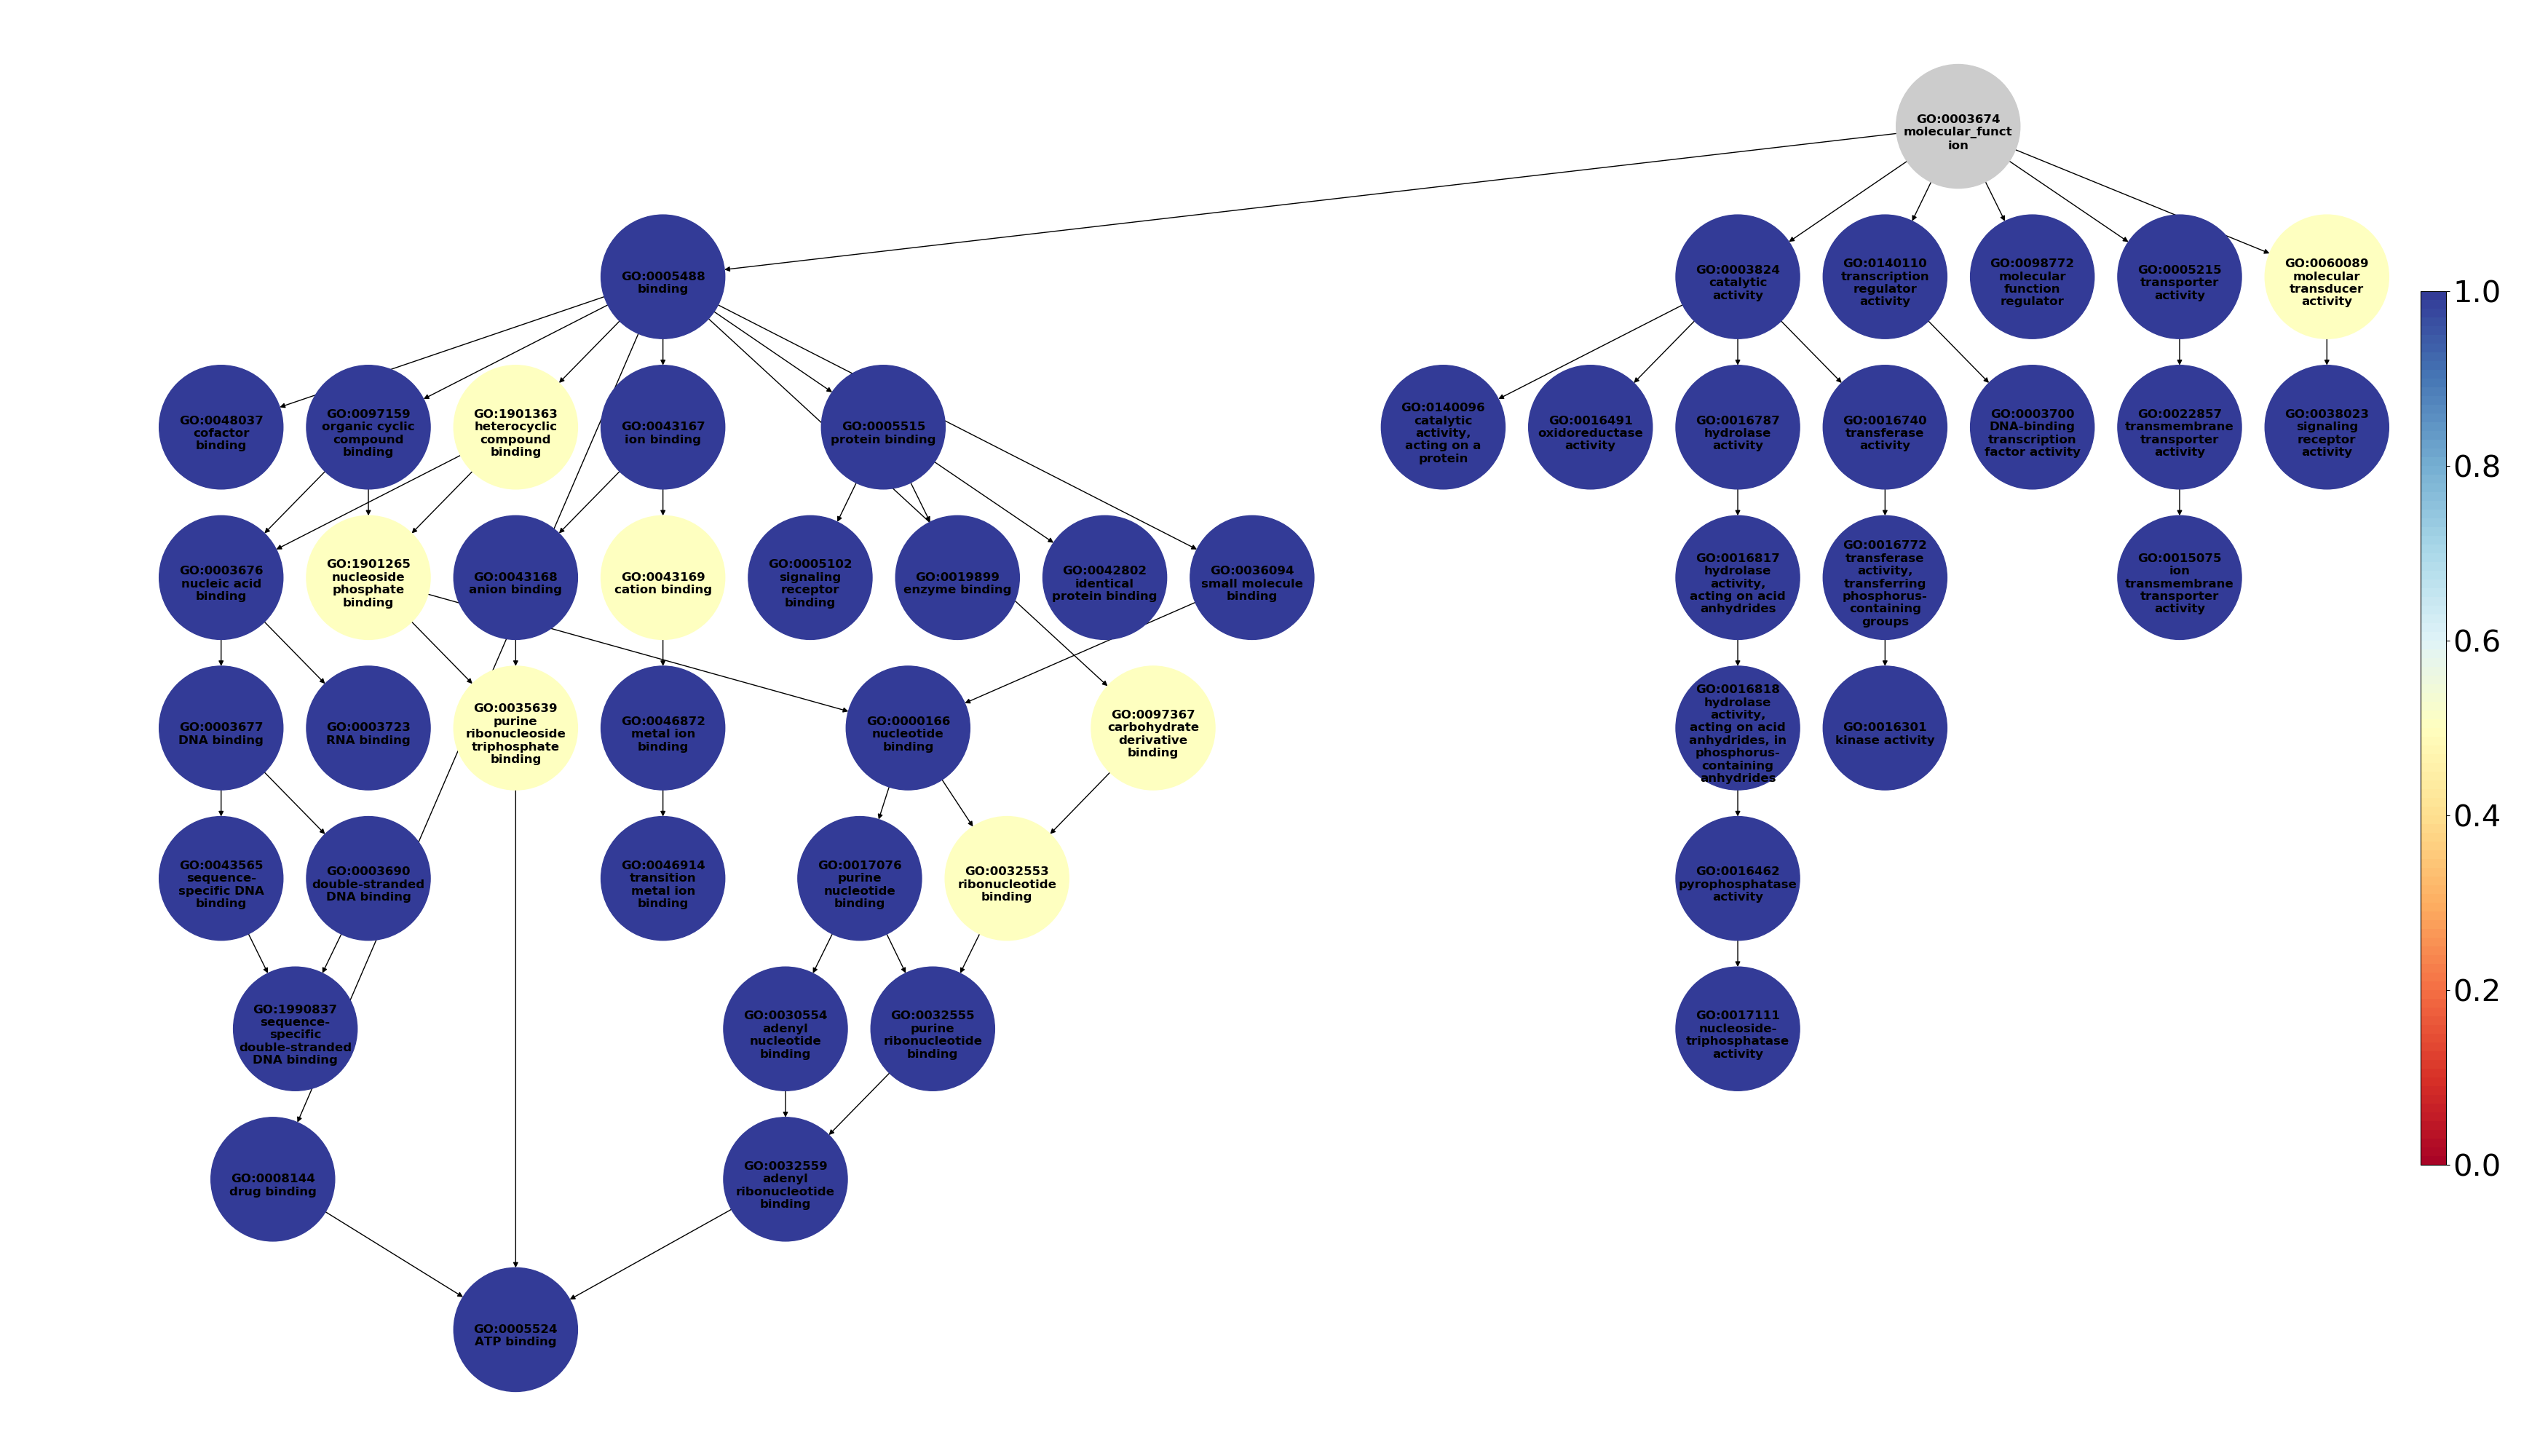 GO:0003674
molecular_funct
ion
GO:0005488
binding
GO:0003824
catalytic
activity
GO:0140110
transcription
regulator
activity
GO:0098772
molecular
function
regulator
GO:0005215
transporter
activity
GO:0060089
molecular
transducer
activity
GO:0048037
cofactor
binding
GO:0097159
organic cyclic
compound
binding
GO:1901363
heterocyclic
compound
binding
GO:0043167
ion binding
GO:0005515
protein binding
GO:0140096
catalytic
activity,
acting on a
protein
GO:0016491
oxidoreductase
activity
GO:0016787
hydrolase
activity
GO:0016740
transferase
activity
GO:0003700
DNA-binding
transcription
factor activity
GO:0022857
transmembrane
transporter
activity
GO:0038023
signaling
receptor
activity
GO:0003676
nucleic acid
binding
GO:1901265
nucleoside
phosphate
binding
GO:0043168
anion binding
GO:0043169
cation binding
GO:0005102
signaling
receptor
binding
GO:0019899
enzyme binding
GO:0042802
identical
protein binding
GO:0036094
small molecule
binding
GO:0016817
hydrolase
activity,
acting on acid
anhydrides
GO:0016772
transferase
activity,
transferring
phosphorus-
containing
groups
GO:0015075
ion
transmembrane
transporter
activity
GO:0003677
DNA binding
GO:0003723
RNA binding
GO:0035639
purine
ribonucleoside
triphosphate
binding
GO:0046872
metal ion
binding
GO:0000166
nucleotide
binding
GO:0097367
carbohydrate
derivative
binding
GO:0016818
hydrolase
activity,
acting on acid
anhydrides, in
phosphorus-
containing
anhydrides
GO:0016301
kinase activity
GO:0043565
sequence-
specific DNA
binding
GO:0003690
double-stranded
DNA binding
GO:0046914
transition
metal ion
binding
GO:0017076
purine
nucleotide
binding
GO:0032553
ribonucleotide
binding
GO:0016462
pyrophosphatase
activity
GO:1990837
sequence-
specific
double-stranded
DNA binding
GO:0030554
adenyl
nucleotide
binding
GO:0032555
purine
ribonucleotide
binding
GO:0017111
nucleoside-
triphosphatase
activity
GO:0008144
drug binding
GO:0032559
adenyl
ribonucleotide
binding
GO:0005524
ATP binding
1.0
0.8
0.6
0.4
0.2
0.0